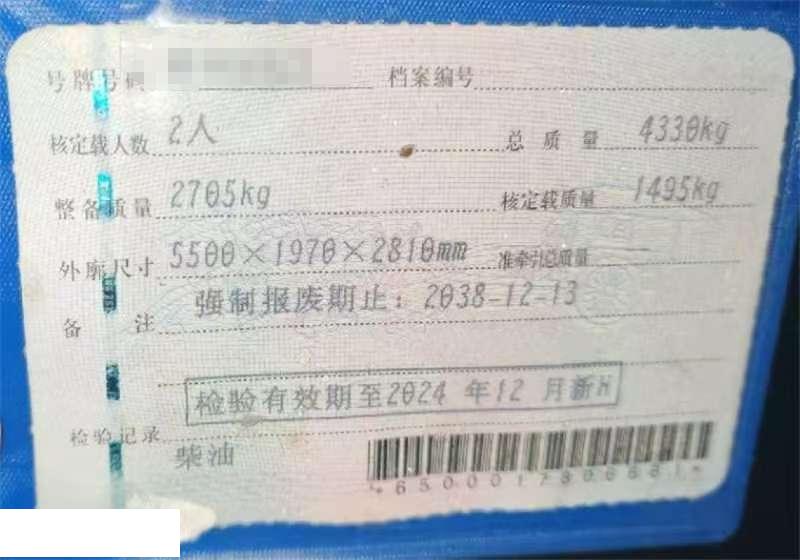 号牌号码 档案编号
核定载人数 2人 总质量 4330kg
整备质量 2705kg 核定载质量 1495kg
外廓尺寸 5500×1970×2810mm 准牵引总质量 —
备注 强制报废期止：2038-12-13
检验有效期至2024 年12 月新H
检验记录
柴油